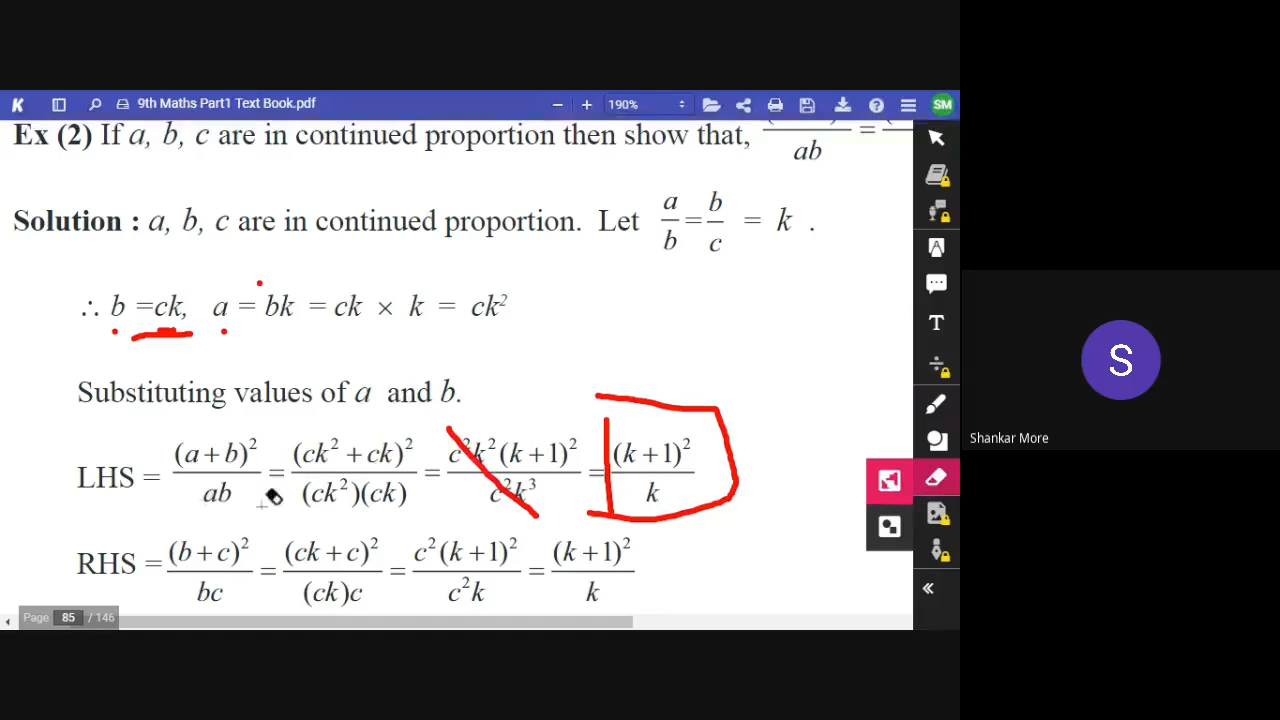 9th Maths Part1 Text Book.pdf
190%
SM
Ex (2) If a, b, c are in continued proportion then show that, ——/ab =
Solution : a, b, c are in continued proportion. Let a/b = b/c = k .
∴ b =ck, a = bk = ck × k = ck²
Substituting values of a and b.
LHS = (a+b)²/ab = (ck²+ck)²/(ck²)(ck) = c²k²(k+1)²/c²k³ = (k+1)²/k
RHS = (b+c)²/bc = (ck+c)²/(ck)c = c²(k+1)²/c²k = (k+1)²/k
Page 85 / 146
S
Shankar More